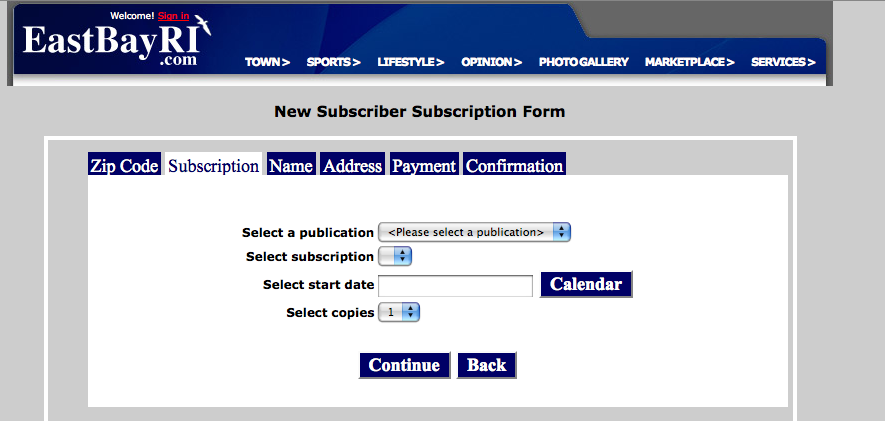 Welcome! Sign In
EastBayRI
.com
TOWN > SPORTS > LIFESTYLE > OPINION > PHOTO GALLERY MARKETPLACE > SERVICES >
New Subscriber Subscription Form
Zip Code Subscription Name Address Payment Confirmation
Select a publication <Please select a publication>
Select subscription
Select start date Calendar
Select copies 1
Continue Back